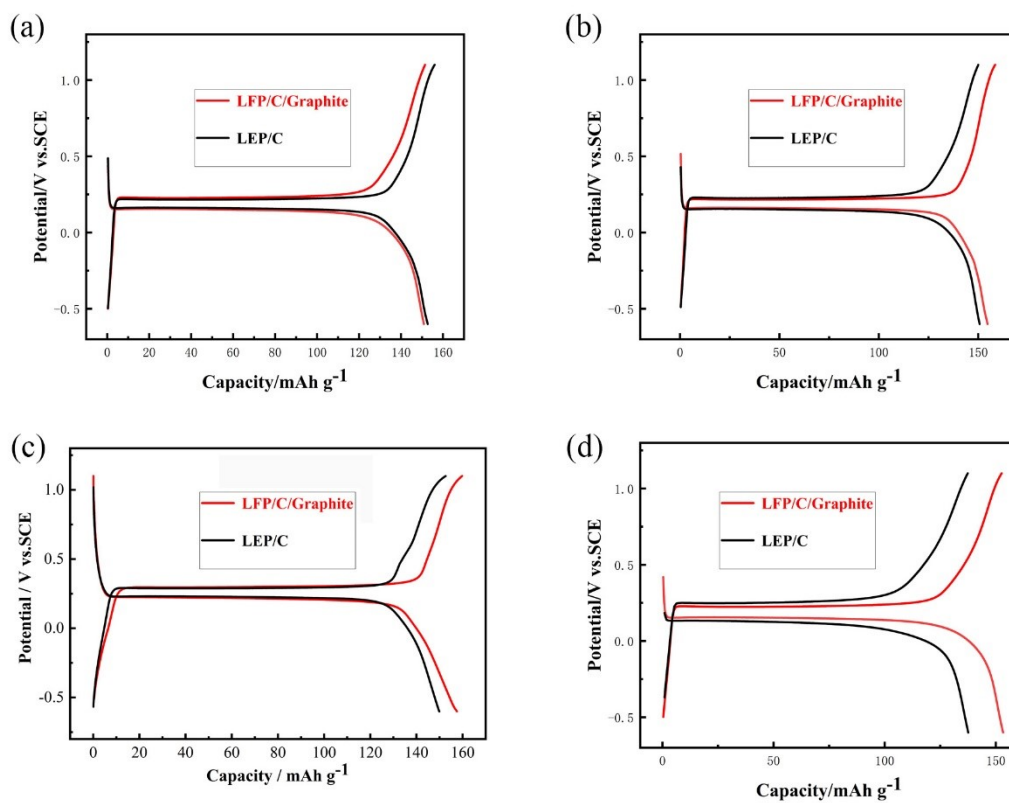 (a)
Potential/V vs.SCE
1.0
0.5
0.0
-0.5
LFP/C/Graphite
LEP/C
0 20 40 60 80 100 120 140 160
Capacity/mAh g-1
(b)
Potential/V vs.SCE
1.0
0.5
0.0
-0.5
LFP/C/Graphite
LEP/C
0 50 100 150
Capacity/mAh g-1
(c)
Potential / V vs.SCE
1.0
0.5
0.0
-0.5
LFP/C/Graphite
LEP/C
0 20 40 60 80 100 120 140 160
Capacity / mAh g-1
(d)
Potential/V vs.SCE
1.0
0.5
0.0
-0.5
LFP/C/Graphite
LEP/C
0 50 100 150
Capacity/mAh g-1